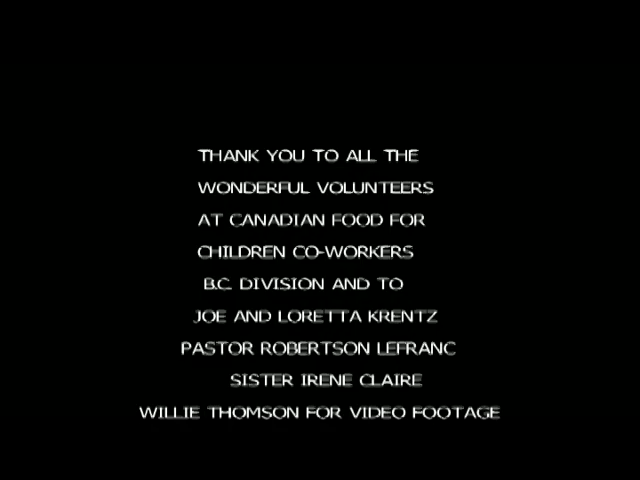 THANK YOU TO ALL THE
WONDERFUL VOLUNTEERS
AT CANADIAN FOOD FOR
CHILDREN CO-WORKERS
B.C. DIVISION AND TO
JOE AND LORETTA KRENTZ
PASTOR ROBERTSON LEFRANC
SISTER IRENE CLAIRE
WILLIE THOMSON FOR VIDEO FOOTAGE